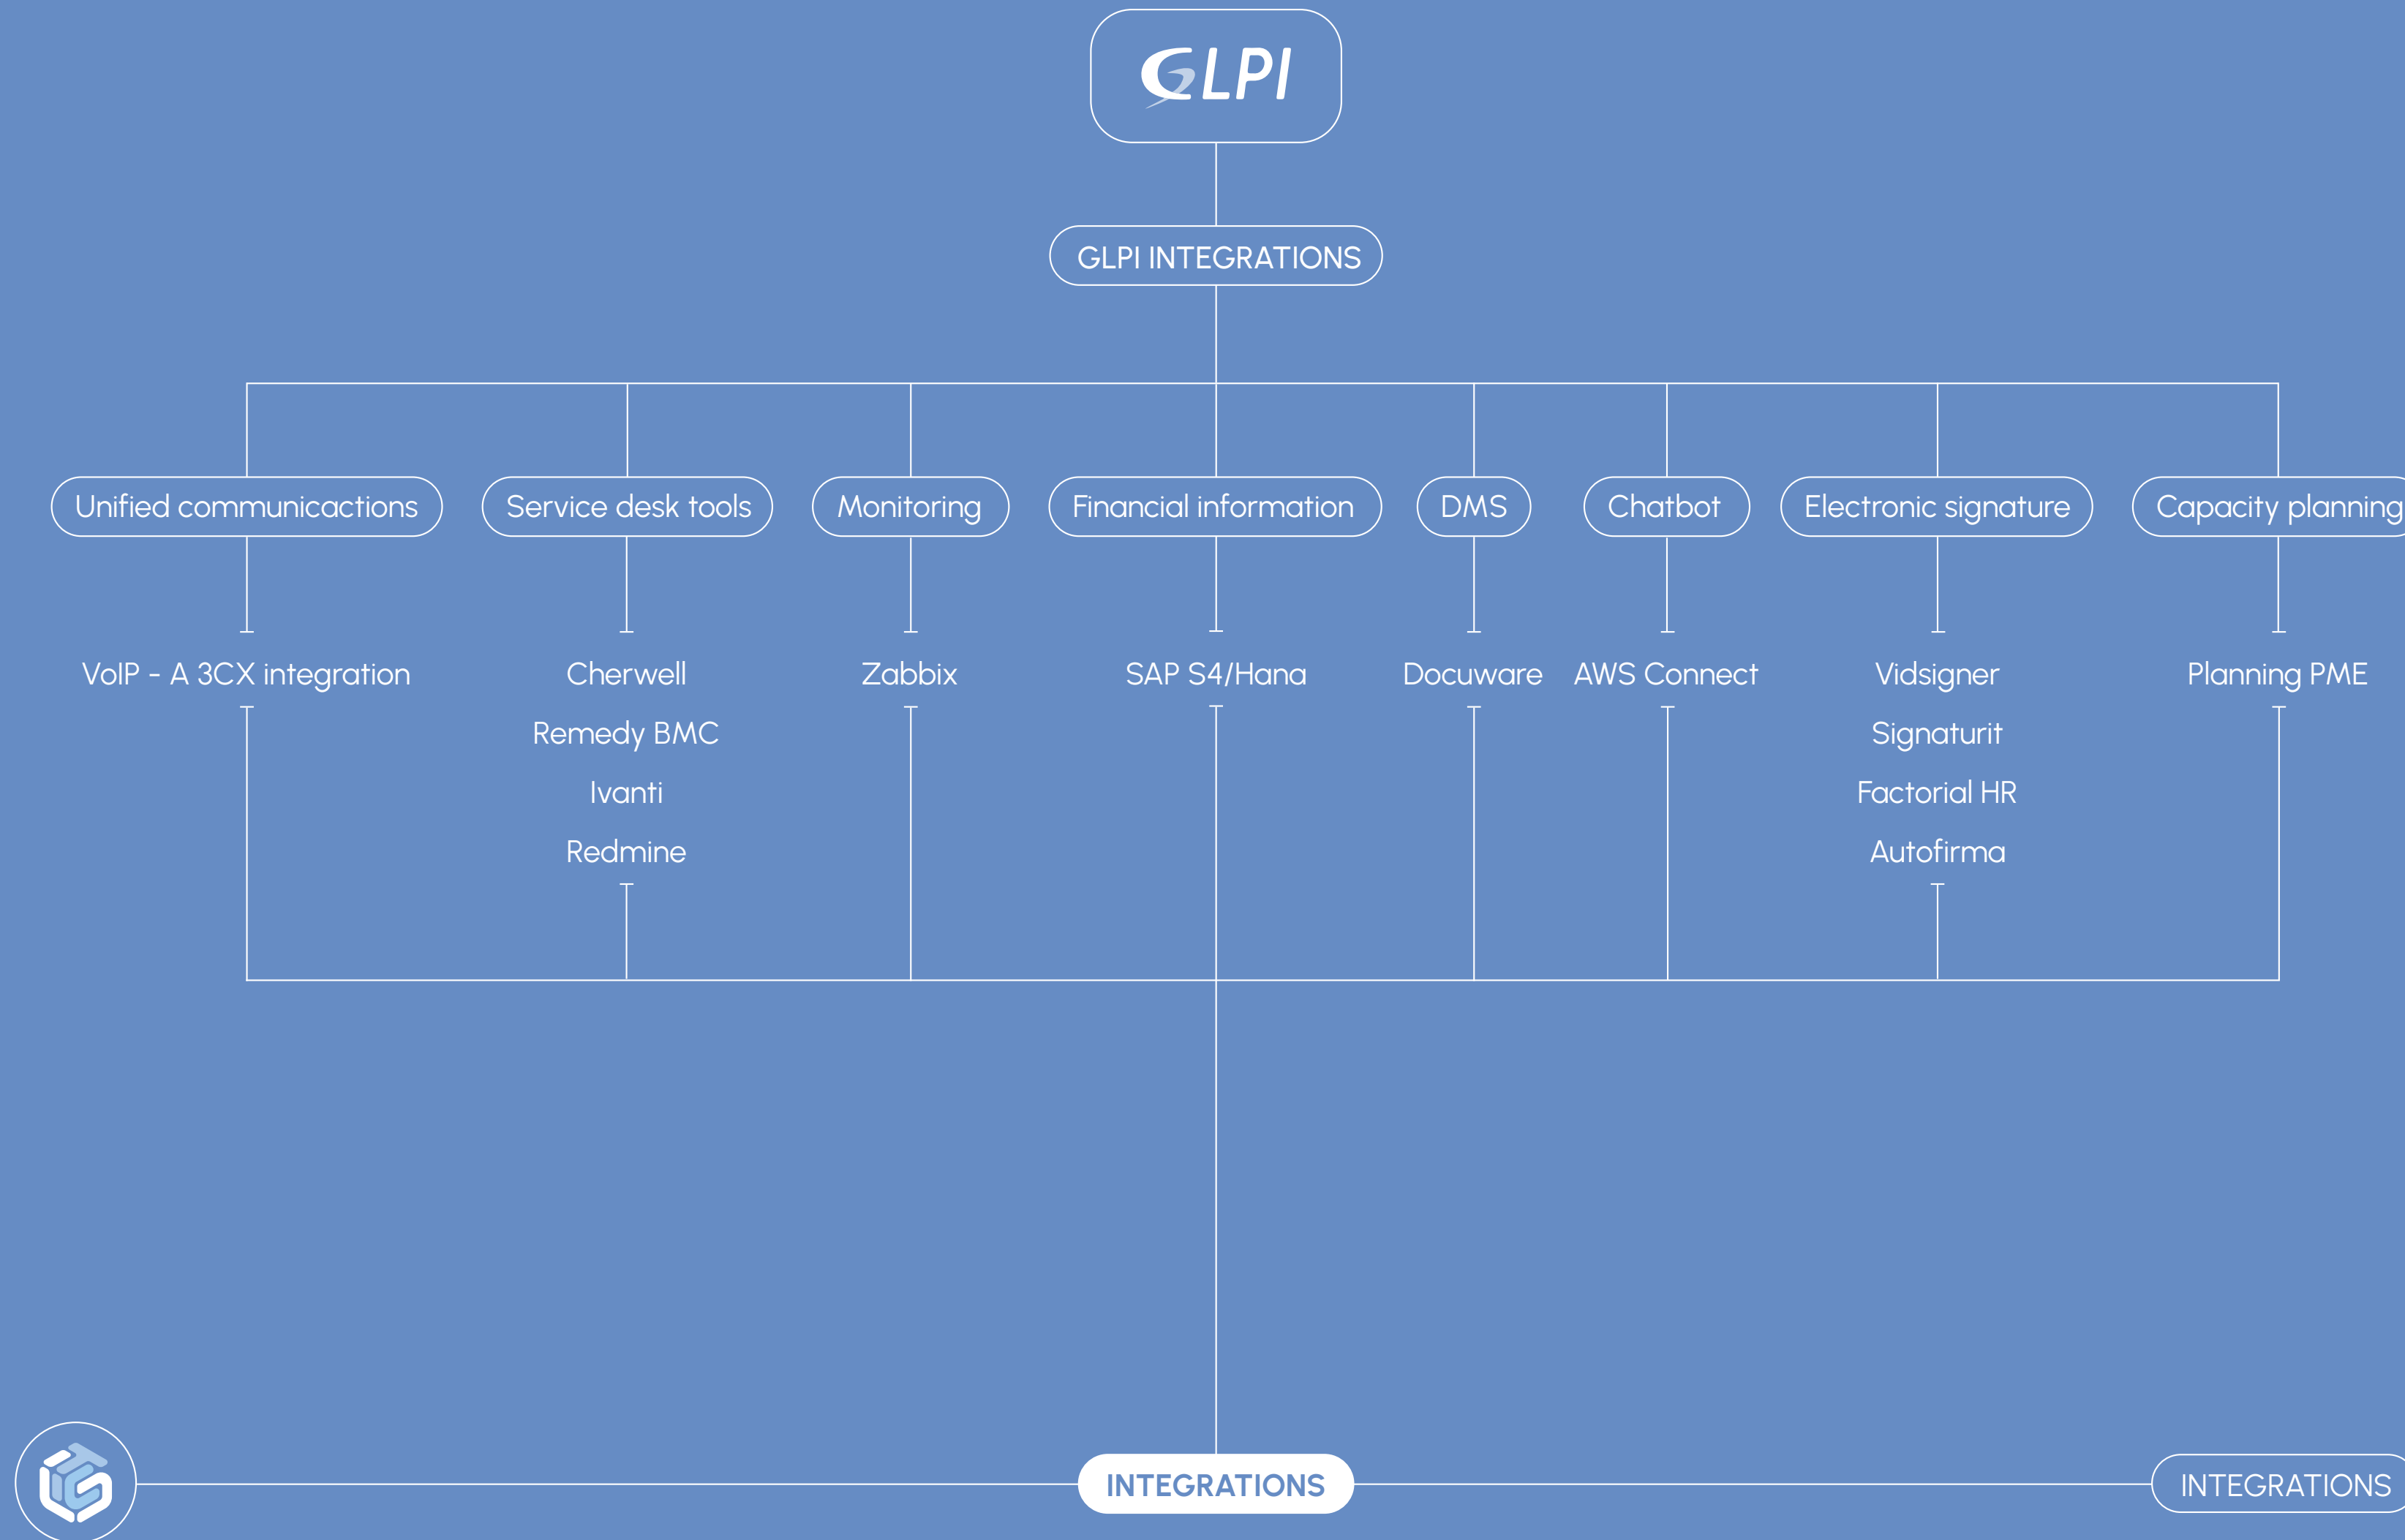 GLPI
GLPI INTEGRATIONS
Unified communicactions
Service desk tools
Monitoring
Financial information
DMS
Chatbot
Electronic signature
Capacity planning
VoIP - A 3CX integration
Cherwell
Remedy BMC
Ivanti
Redmine
Zabbix
SAP S4/Hana
Docuware
AWS Connect
Vidsigner
Signaturit
Factorial HR
Autofirma
Planning PME
INTEGRATIONS
INTEGRATIONS